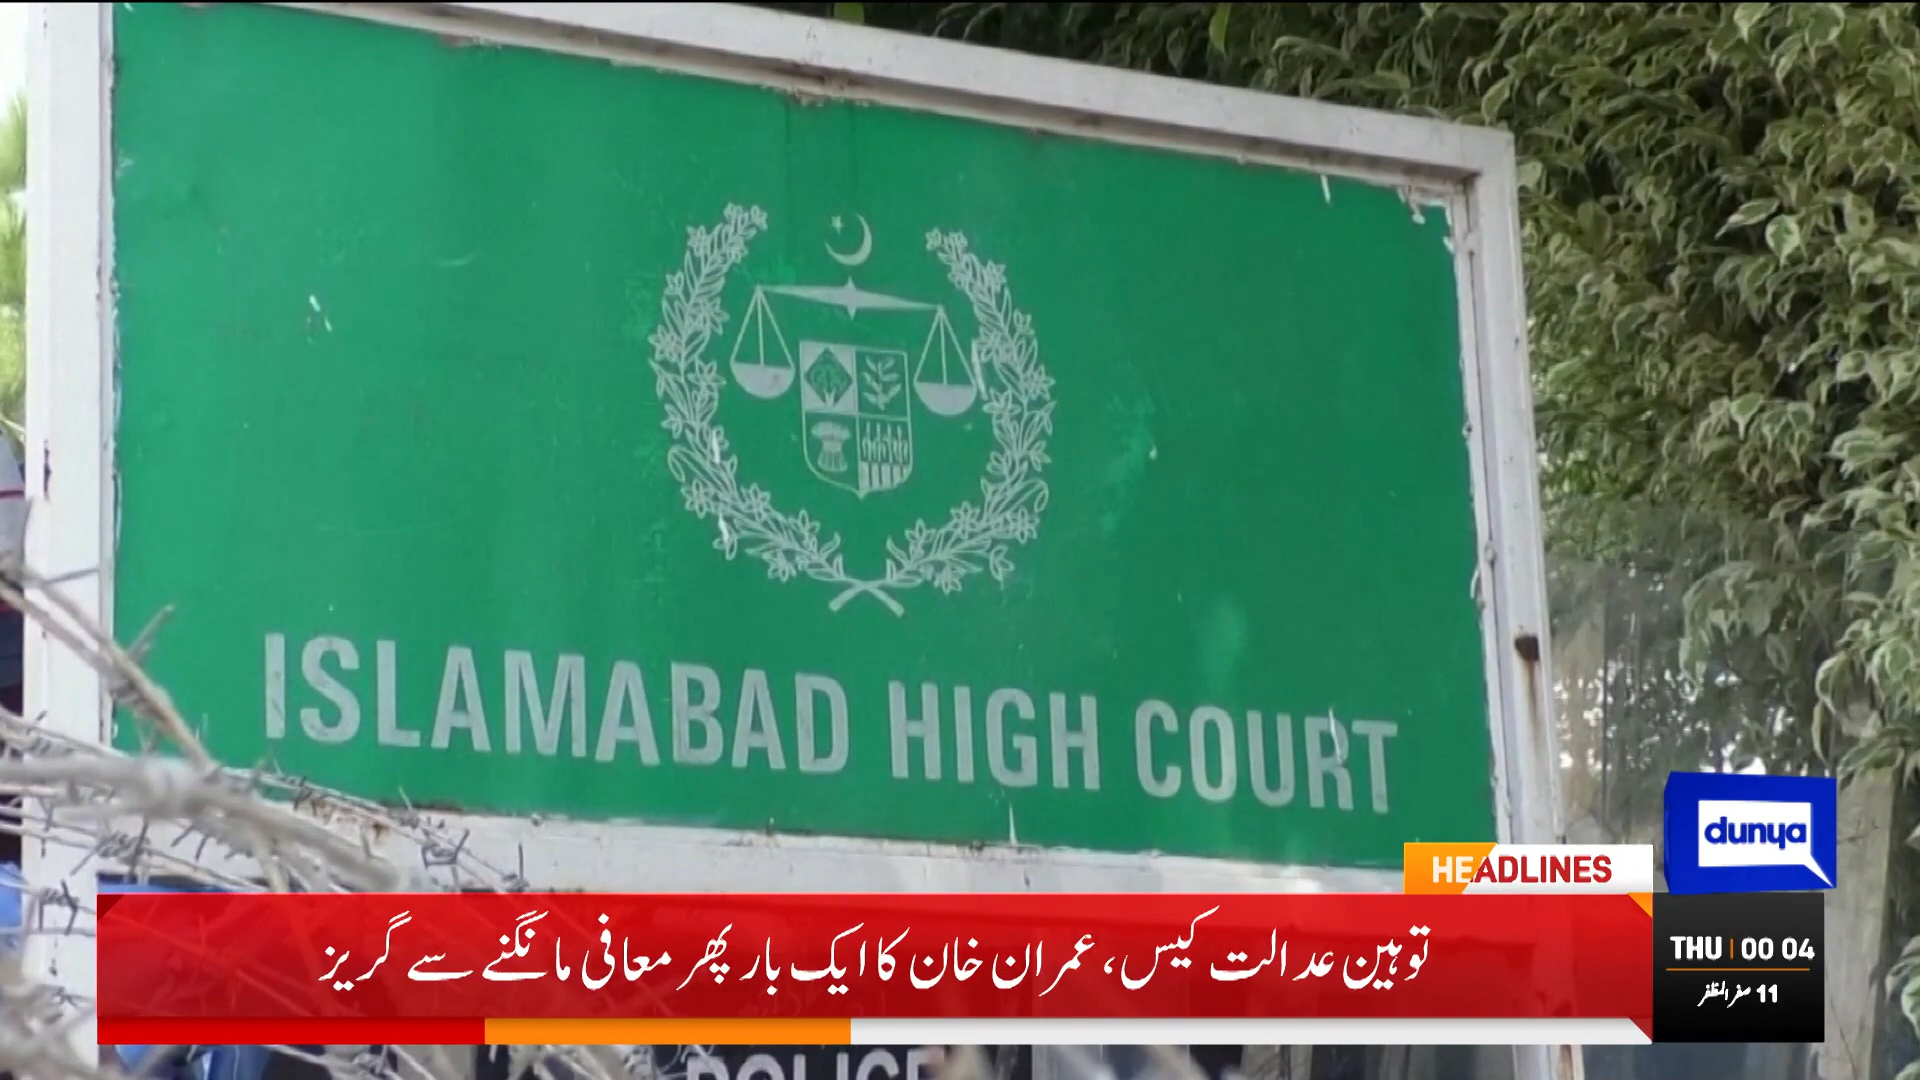 ISLAMABAD HIGH COURT
dunya
HEADLINES
توہین عدالت کیس، عمران خان کا ایک بار پھر معافی مانگنے سے گریز
THU 00 04
11 صفر المظفر
POLICE